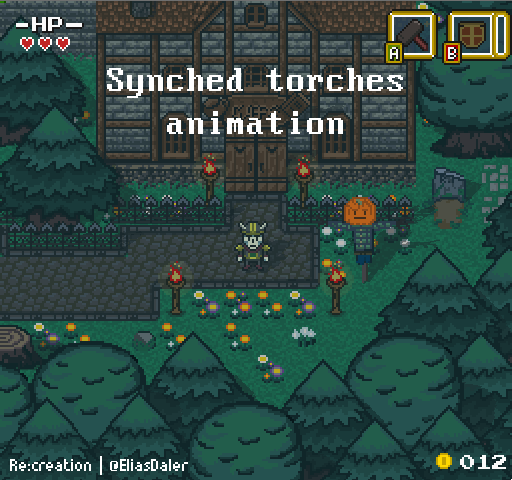 -HP-
A
B
Synched torches
animation
Re:creation | @EliasDaler
012